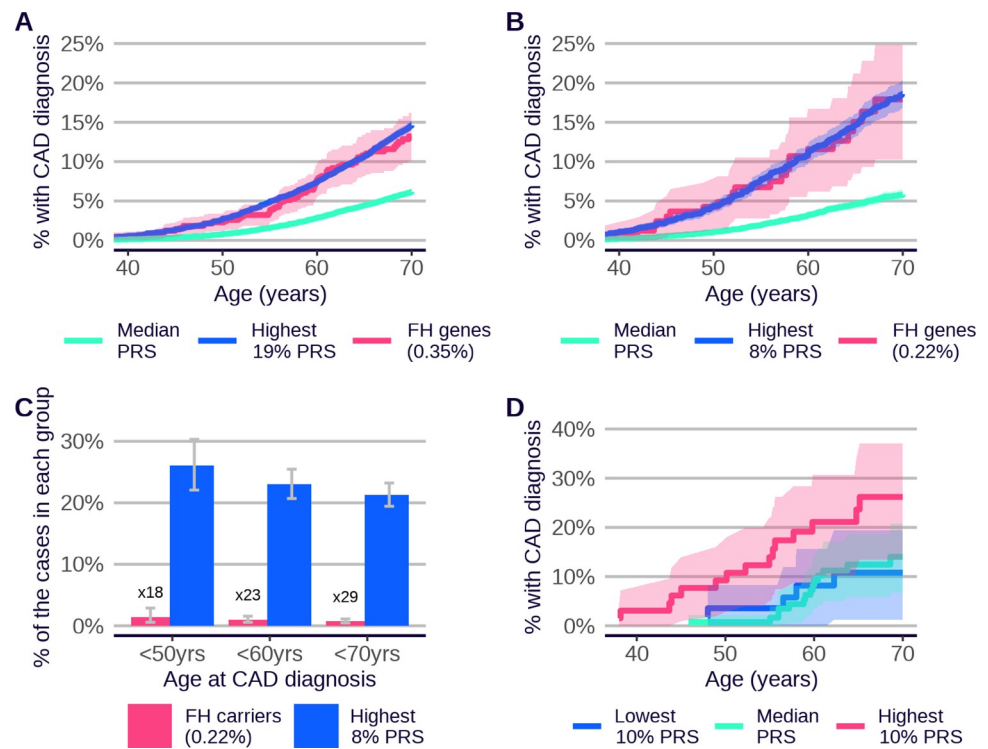 A
% with CAD diagnosis
25%
20%
15%
10%
5%
0%
40 50 60 70
Age (years)
Median PRS
Highest 19% PRS
FH genes (0.35%)
B
% with CAD diagnosis
25%
20%
15%
10%
5%
0%
40 50 60 70
Age (years)
Median PRS
Highest 8% PRS
FH genes (0.22%)
C
% of the cases in each group
30%
20%
10%
0%
x18 x23 x29
<50yrs <60yrs <70yrs
Age at CAD diagnosis
FH carriers (0.22%)
Highest 8% PRS
D
% with CAD diagnosis
40%
30%
20%
10%
0%
40 50 60 70
Age (years)
Lowest 10% PRS
Median PRS
Highest 10% PRS